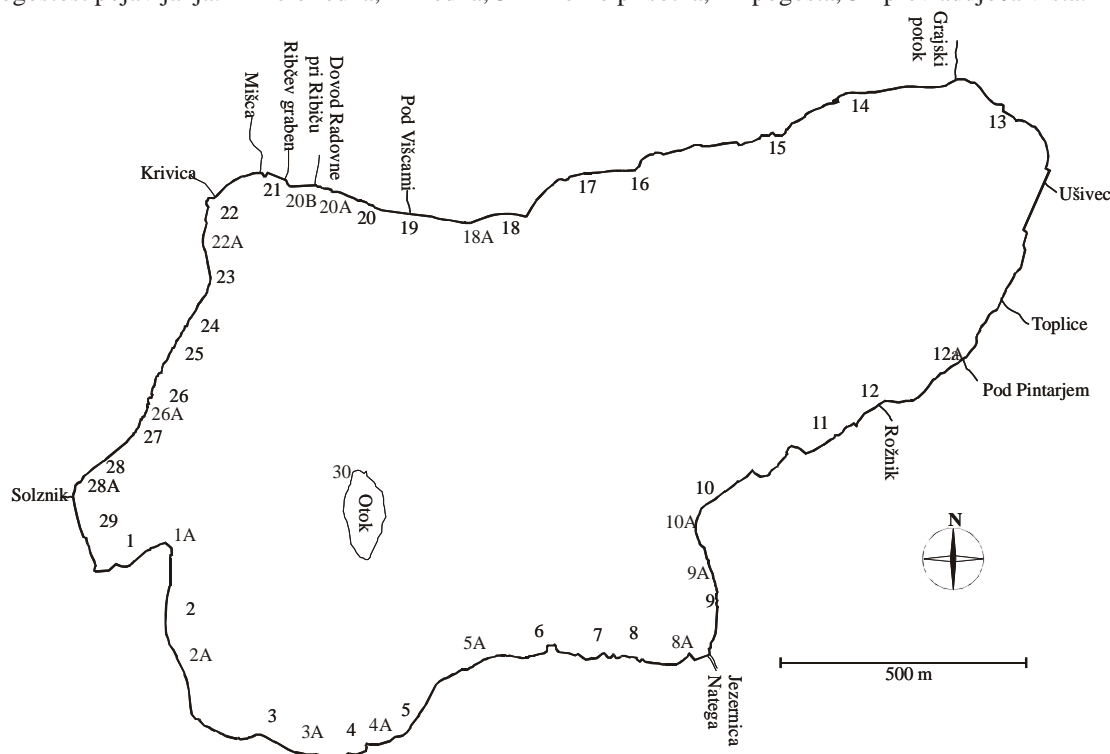 Grajski
potok
14
13
15
Dovod Radovne
pri Ribiču
Ribčev graben
Mišca
Pod Višcami
Krivica
21
20B
20A
20
19
18A
18
17
16
Ušivec
22
22A
23
24
25
26
26A
27
28
28A
Solznik
29
1
1A
2
2A
3
3A
4
4A
5
5A
6
7
8
8A
9
9A
10A
10
11
12
12a
Toplice
Pod Pintarjem
Rožnik
30
Otok
N
Jezernica
Natega
500 m